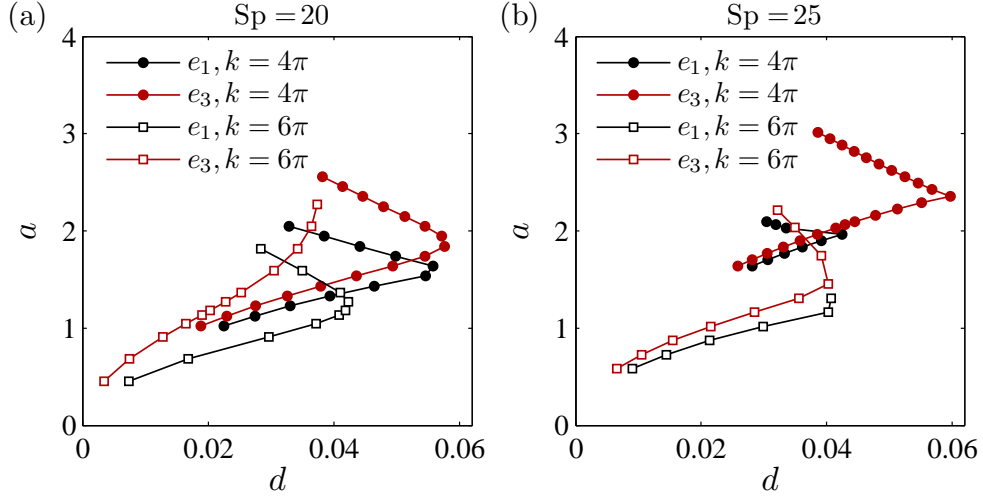 (a) Sp = 20
4
3
2
1
0
a
e₁, k = 4π
e₃, k = 4π
e₁, k = 6π
e₃, k = 6π
0 0.02 0.04 0.06
d
(b) Sp = 25
4
3
2
1
0
a
e₁, k = 4π
e₃, k = 4π
e₁, k = 6π
e₃, k = 6π
0 0.02 0.04 0.06
d